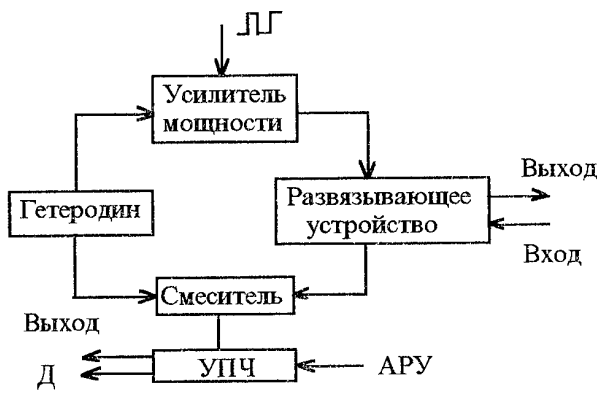 Усилитель
мощности
Выход
Развязывающее
устройство
Гетеродин
Вход
Смеситель
Выход
УПЧ
АРУ
Д